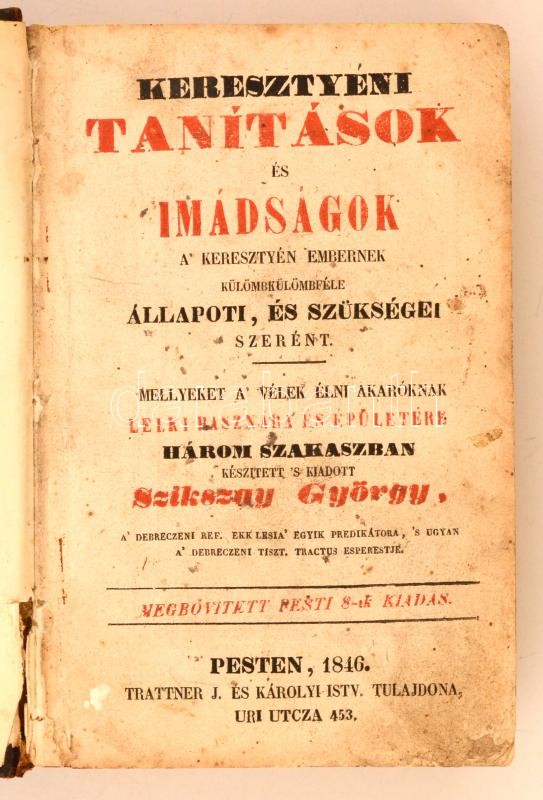 KERESZTYÉNI
TANÍTÁSOK
ÉS
IMÁDSÁGOK
A' KERESZTYÉN EMBERNEK
KÜLÖMBKÜLÖMBFÉLE
ÁLLAPOTI, ÉS SZÜKSÉGEI
SZERÉNT.
MELLYEKET A' VÉLEK ÉLNI AKARÓKNAK
LELKI HASZNÁRA ÉS ÉPÜLETÉRE
HÁROM SZAKASZBAN
KÉSZÍTETT 'S KIADOTT
Szikszay György,
A' DEBRECZENI REF. EKKLESIA' EGYIK PREDIKÁTORA, 'S UGYAN
A' DEBRECZENI TISZT. TRACTUS ESPERESTJE.
MEGBŐVITETT PESTI 8-ik KIADÁS.
PESTEN, 1846.
TRATTNER J. ÉS KÁROLYI ISTV. TULAJDONA,
URI UTCZA 453.